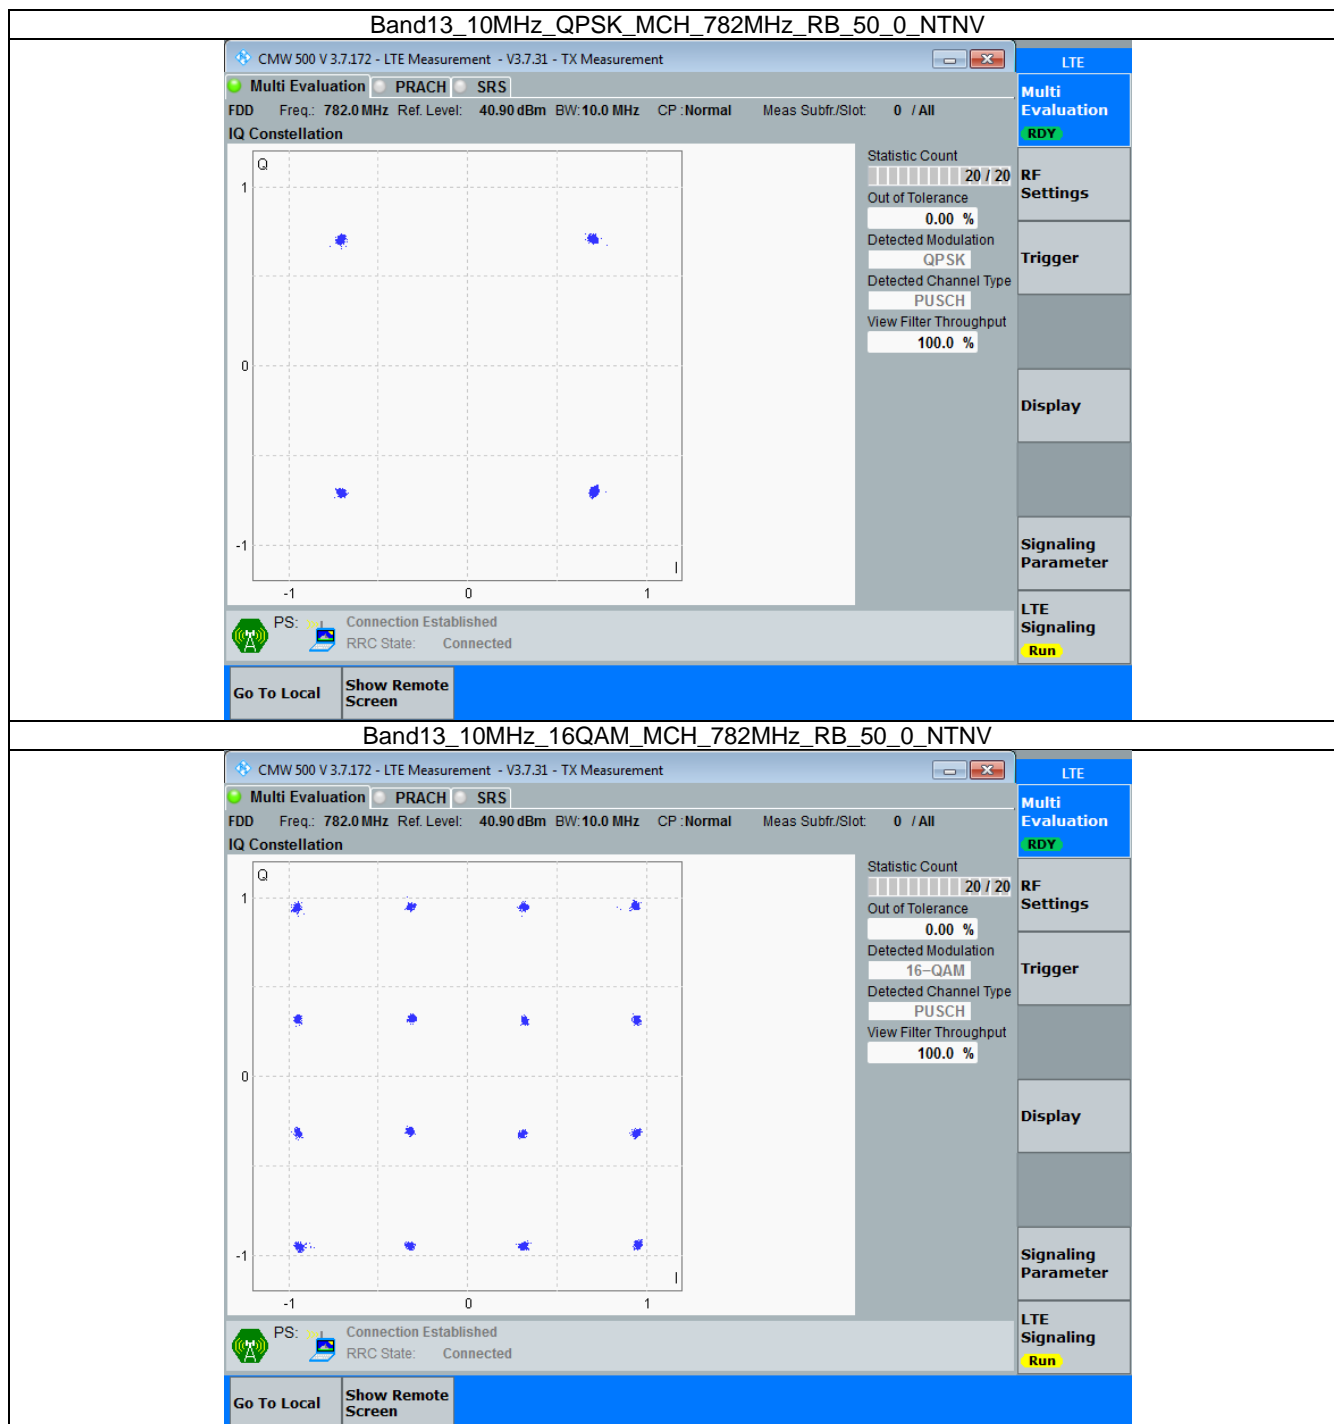 Band13_10MHz_QPSK_MCH_782MHz_RB_50_0_NTNV
CMW 500 V 3.7.172 - LTE Measurement - V3.7.31 - TX Measurement
LTE
Multi Evaluation PRACH SRS
Multi Evaluation
RDY
FDD Freq.: 782.0 MHz Ref. Level: 40.90 dBm BW: 10.0 MHz CP : Normal Meas Subfr./Slot: 0 / All
IQ Constellation
Q
1
0
-1
-1 0 1
I
Statistic Count
20 / 20
Out of Tolerance
0.00 %
Detected Modulation
QPSK
Detected Channel Type
PUSCH
View Filter Throughput
100.0 %
RF Settings
Trigger
Display
Signaling Parameter
LTE Signaling
Run
PS: Connection Established
RRC State: Connected
Go To Local
Show Remote Screen
Band13_10MHz_16QAM_MCH_782MHz_RB_50_0_NTNV
CMW 500 V 3.7.172 - LTE Measurement - V3.7.31 - TX Measurement
LTE
Multi Evaluation PRACH SRS
Multi Evaluation
RDY
FDD Freq.: 782.0 MHz Ref. Level: 40.90 dBm BW: 10.0 MHz CP : Normal Meas Subfr./Slot: 0 / All
IQ Constellation
Q
1
0
-1
-1 0 1
I
Statistic Count
20 / 20
Out of Tolerance
0.00 %
Detected Modulation
16-QAM
Detected Channel Type
PUSCH
View Filter Throughput
100.0 %
RF Settings
Trigger
Display
Signaling Parameter
LTE Signaling
Run
PS: Connection Established
RRC State: Connected
Go To Local
Show Remote Screen